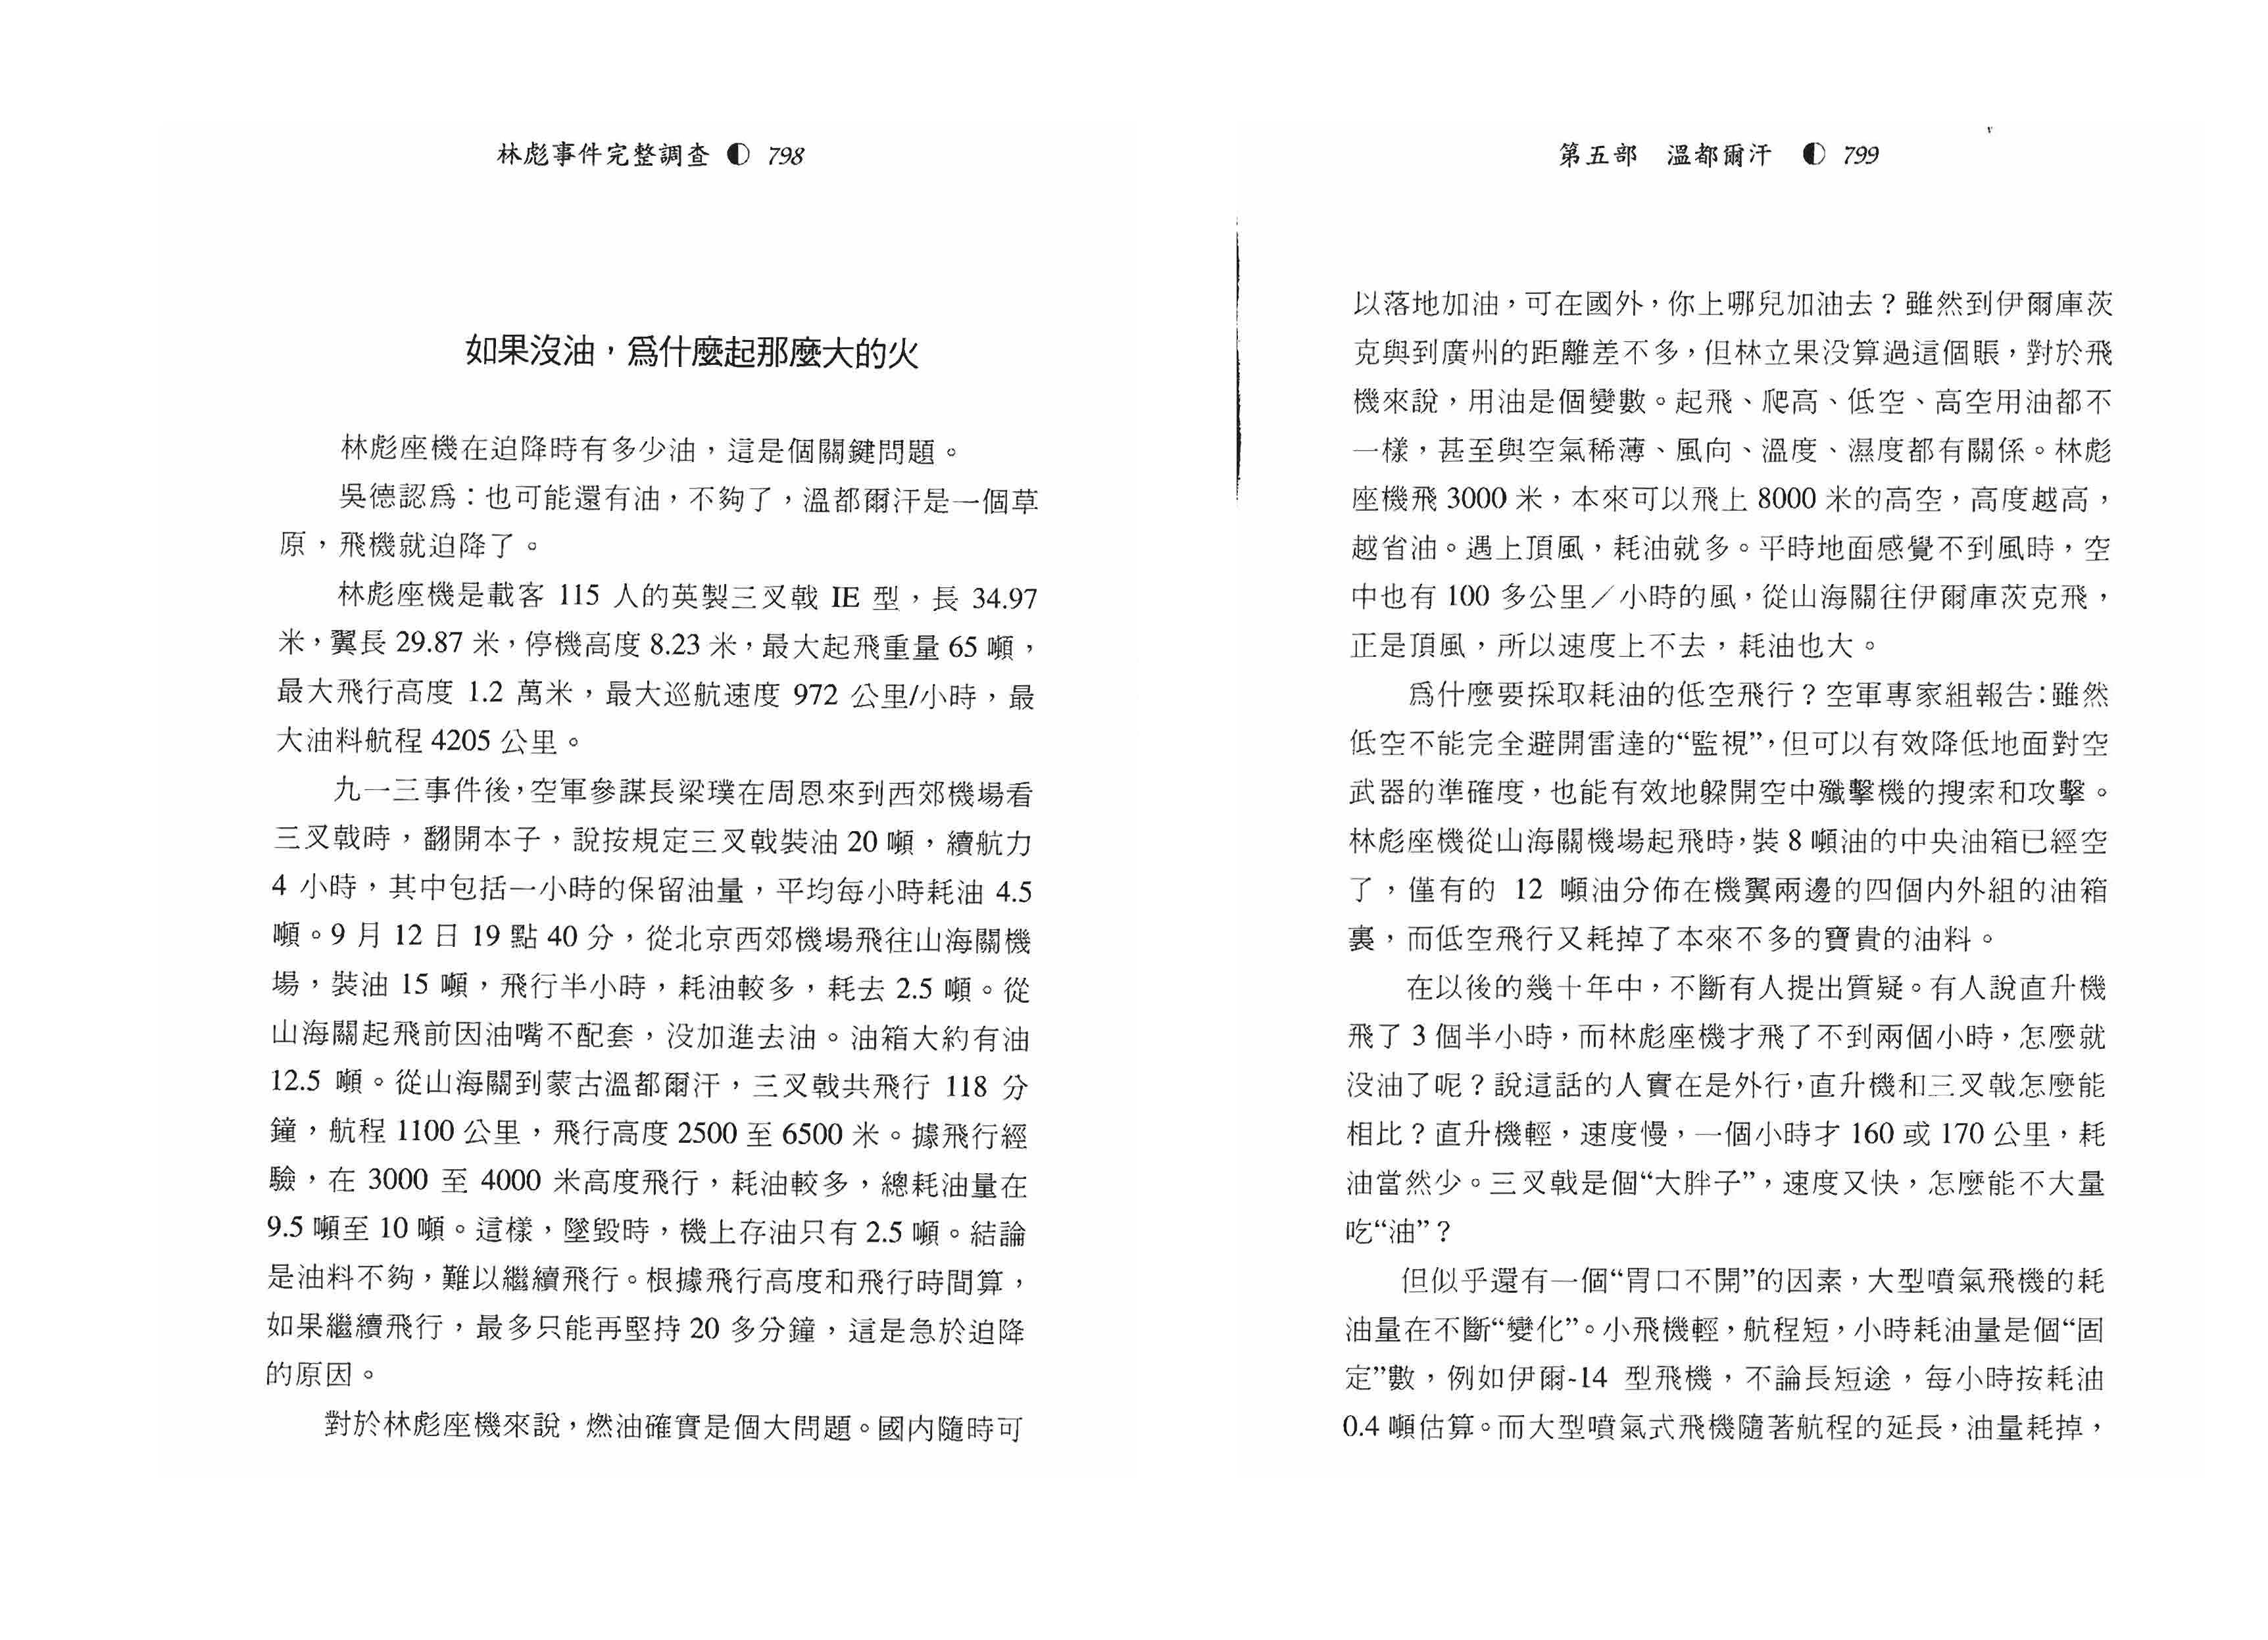 林彪事件完整調查 ◐ 798
如果沒油，爲什麼起那麼大的火
林彪座機在迫降時有多少油，這是個關鍵問題。
吳德認爲：也可能還有油，不夠了，溫都爾汗是一個草
原，飛機就迫降了。
林彪座機是載客 115 人的英製三叉戟 IE 型，長 34.97
米，翼長 29.87 米，停機高度 8.23 米，最大起飛重量 65 噸，
最大飛行高度 1.2 萬米，最大巡航速度 972 公里/小時，最
大油料航程 4205 公里。
九一三事件後，空軍參謀長梁璞在周恩來到西郊機場看
三叉戟時，翻開本子，說按規定三叉戟裝油 20 噸，續航力
4 小時，其中包括一小時的保留油量，平均每小時耗油 4.5
噸。9 月 12 日 19 點 40 分，從北京西郊機場飛往山海關機
場，裝油 15 噸，飛行半小時，耗油較多，耗去 2.5 噸。從
山海關起飛前因油嘴不配套，没加進去油。油箱大約有油
12.5 噸。從山海關到蒙古溫都爾汗，三叉戟共飛行 118 分
鐘，航程 1100 公里，飛行高度 2500 至 6500 米。據飛行經
驗，在 3000 至 4000 米高度飛行，耗油較多，總耗油量在
9.5 噸至 10 噸。這樣，墜毀時，機上存油只有 2.5 噸。結論
是油料不夠，難以繼續飛行。根據飛行高度和飛行時間算，
如果繼續飛行，最多只能再堅持 20 多分鐘，這是急於迫降
的原因。
對於林彪座機來說，燃油確實是個大問題。國内隨時可
第五部 溫都爾汗 ◐ 799
以落地加油，可在國外，你上哪兒加油去？雖然到伊爾庫茨
克與到廣州的距離差不多，但林立果没算過這個賬，對於飛
機來說，用油是個變數。起飛、爬高、低空、高空用油都不
一樣，甚至與空氣稀薄、風向、溫度、濕度都有關係。林彪
座機飛 3000 米，本來可以飛上 8000 米的高空，高度越高，
越省油。遇上頂風，耗油就多。平時地面感覺不到風時，空
中也有 100 多公里／小時的風，從山海關往伊爾庫茨克飛，
正是頂風，所以速度上不去，耗油也大。
爲什麼要採取耗油的低空飛行？空軍專家組報告：雖然
低空不能完全避開雷達的“監視”，但可以有效降低地面對空
武器的準確度，也能有效地躲開空中殲擊機的搜索和攻擊。
林彪座機從山海關機場起飛時，裝 8 噸油的中央油箱已經空
了，僅有的 12 噸油分佈在機翼兩邊的四個内外組的油箱
裏，而低空飛行又耗掉了本來不多的寶貴的油料。
在以後的幾十年中，不斷有人提出質疑。有人說直升機
飛了 3 個半小時，而林彪座機才飛了不到兩個小時，怎麼就
没油了呢？說這話的人實在是外行，直升機和三叉戟怎麼能
相比？直升機輕，速度慢，一個小時才 160 或 170 公里，耗
油當然少。三叉戟是個“大胖子”，速度又快，怎麼能不大量
吃“油”？
但似乎還有一個“胃口不開”的因素，大型噴氣飛機的耗
油量在不斷“變化”。小飛機輕，航程短，小時耗油量是個“固
定”數，例如伊爾-14 型飛機，不論長短途，每小時按耗油
0.4 噸估算。而大型噴氣式飛機隨著航程的延長，油量耗掉，